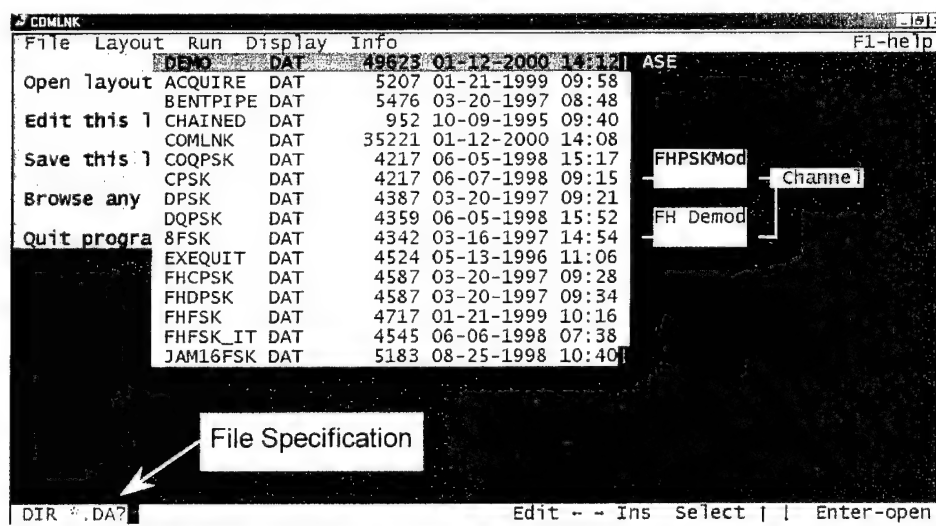 COMLNK
File Layout Run Display Info F1-help
DEMO DAT 49623 01-12-2000 14:12 ASE
Open layout ACQUIRE DAT 5207 01-21-1999 09:58
BENTPIPE DAT 5476 03-20-1997 08:48
Edit this l CHAINED DAT 952 10-09-1995 09:40
COMLNK DAT 35221 01-12-2000 14:08
Save this l COQPSK DAT 4217 06-05-1998 15:17 FHPSKMod
CPSK DAT 4217 06-07-1998 09:15 Channel
Browse any DPSK DAT 4387 03-20-1997 09:21
DQPSK DAT 4359 06-05-1998 15:52 FH Demod
Quit progra 8FSK DAT 4342 03-16-1997 14:54
EXEQUIT DAT 4524 05-13-1996 11:06
FHCPSK DAT 4587 03-20-1997 09:28
FHDPSK DAT 4587 03-20-1997 09:34
FHFSK DAT 4717 01-21-1999 10:16
FHFSK_IT DAT 4545 06-06-1998 07:38
JAM16FSK DAT 5183 08-25-1998 10:40
File Specification
DIR *.DA? Edit ← → Ins Select ↑ ↓ Enter-open